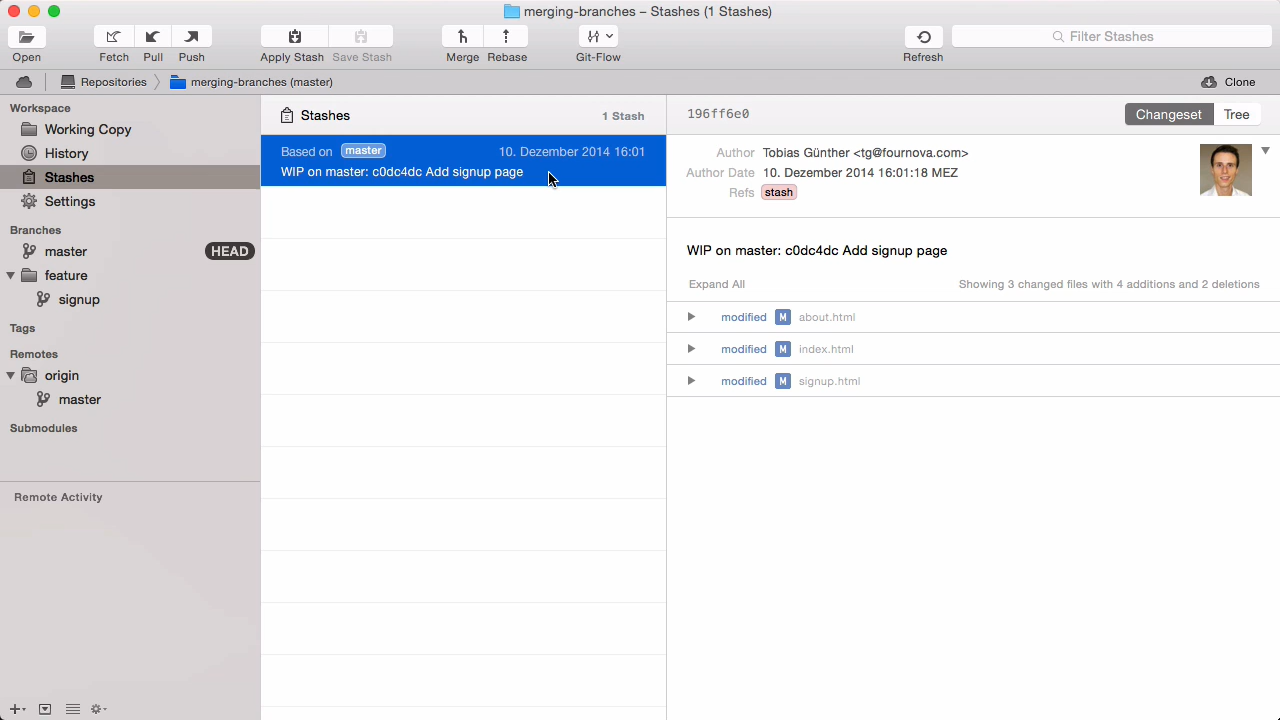 merging-branches – Stashes (1 Stashes)
Open
Fetch
Pull
Push
Apply Stash
Save Stash
Merge
Rebase
Git-Flow
Refresh
Filter Stashes
Repositories
merging-branches (master)
Clone
Workspace
Working Copy
History
Stashes
Settings
Branches
master
HEAD
feature
signup
Tags
Remotes
origin
master
Submodules
Remote Activity
Stashes
1 Stash
Based on master 10. Dezember 2014 16:01
WIP on master: c0dc4dc Add signup page
196ff6e0
Changeset
Tree
Author Tobias Günther <tg@fournova.com>
Author Date 10. Dezember 2014 16:01:18 MEZ
Refs stash
WIP on master: c0dc4dc Add signup page
Expand All
Showing 3 changed files with 4 additions and 2 deletions
modified M about.html
modified M index.html
modified M signup.html